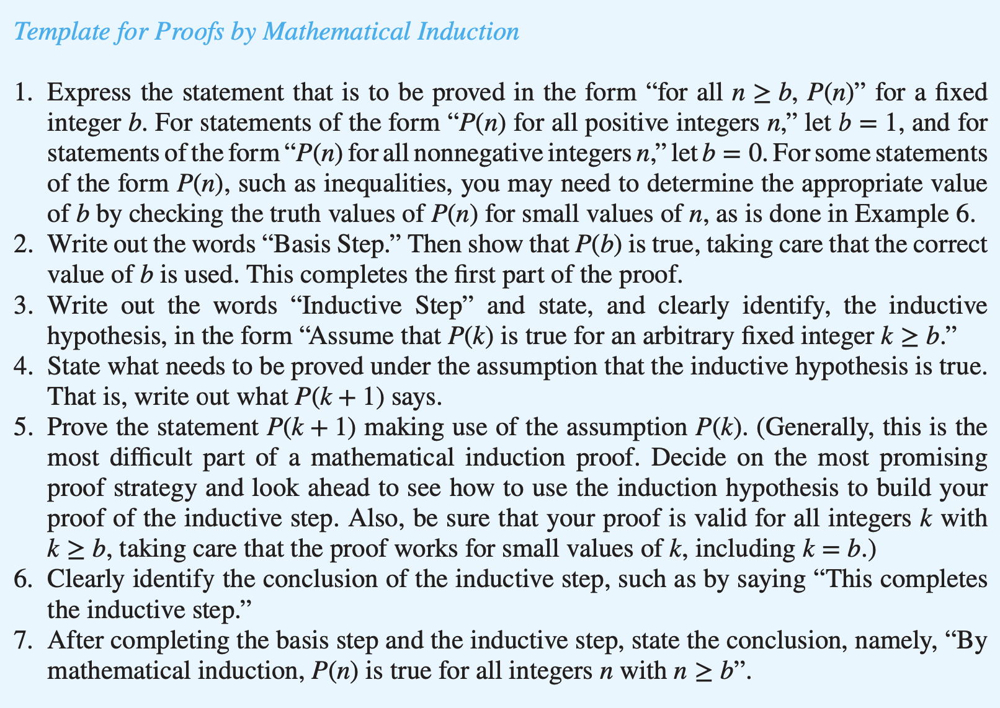 Template for Proofs by Mathematical Induction
1. Express the statement that is to be proved in the form “for all n ≥ b, P(n)” for a fixed
integer b. For statements of the form “P(n) for all positive integers n,” let b = 1, and for
statements of the form “P(n) for all nonnegative integers n,” let b = 0. For some statements
of the form P(n), such as inequalities, you may need to determine the appropriate value
of b by checking the truth values of P(n) for small values of n, as is done in Example 6.
2. Write out the words “Basis Step.” Then show that P(b) is true, taking care that the correct
value of b is used. This completes the first part of the proof.
3. Write out the words “Inductive Step” and state, and clearly identify, the inductive
hypothesis, in the form “Assume that P(k) is true for an arbitrary fixed integer k ≥ b.”
4. State what needs to be proved under the assumption that the inductive hypothesis is true.
That is, write out what P(k + 1) says.
5. Prove the statement P(k + 1) making use of the assumption P(k). (Generally, this is the
most difficult part of a mathematical induction proof. Decide on the most promising
proof strategy and look ahead to see how to use the induction hypothesis to build your
proof of the inductive step. Also, be sure that your proof is valid for all integers k with
k ≥ b, taking care that the proof works for small values of k, including k = b.)
6. Clearly identify the conclusion of the inductive step, such as by saying “This completes
the inductive step.”
7. After completing the basis step and the inductive step, state the conclusion, namely, “By
mathematical induction, P(n) is true for all integers n with n ≥ b”.